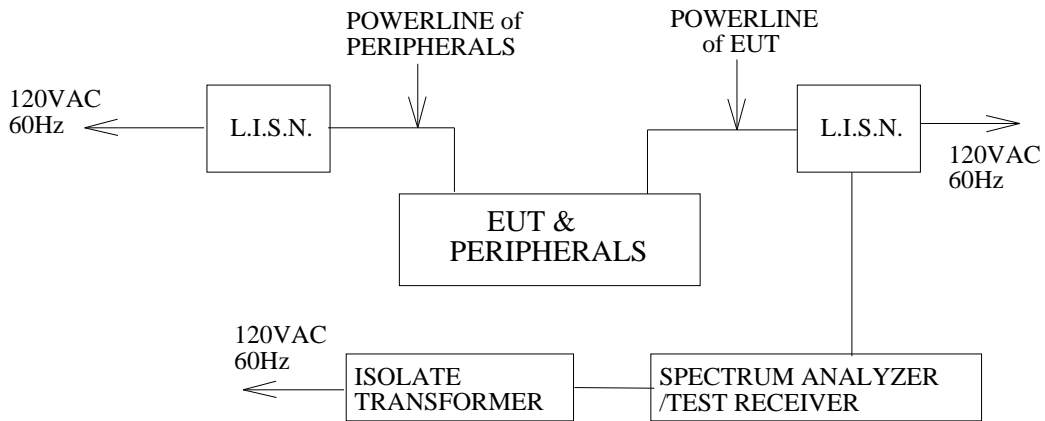 POWERLINE of
PERIPHERALS
POWERLINE
of EUT
120VAC
60Hz
L.I.S.N.
L.I.S.N.
120VAC
60Hz
EUT &
PERIPHERALS
120VAC
60Hz
ISOLATE
TRANSFORMER
SPECTRUM ANALYZER
/TEST RECEIVER